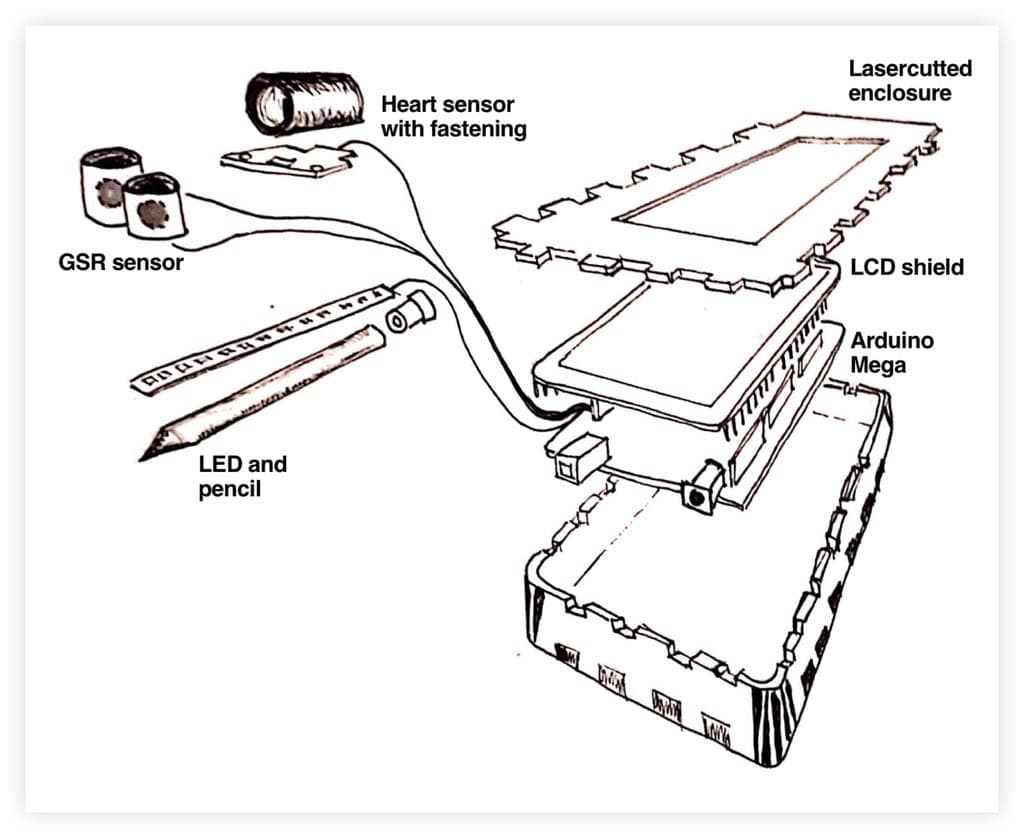 Lasercutted
enclosure
Heart sensor
with fastening
GSR sensor
LCD shield
Arduino
Mega
LED and
pencil